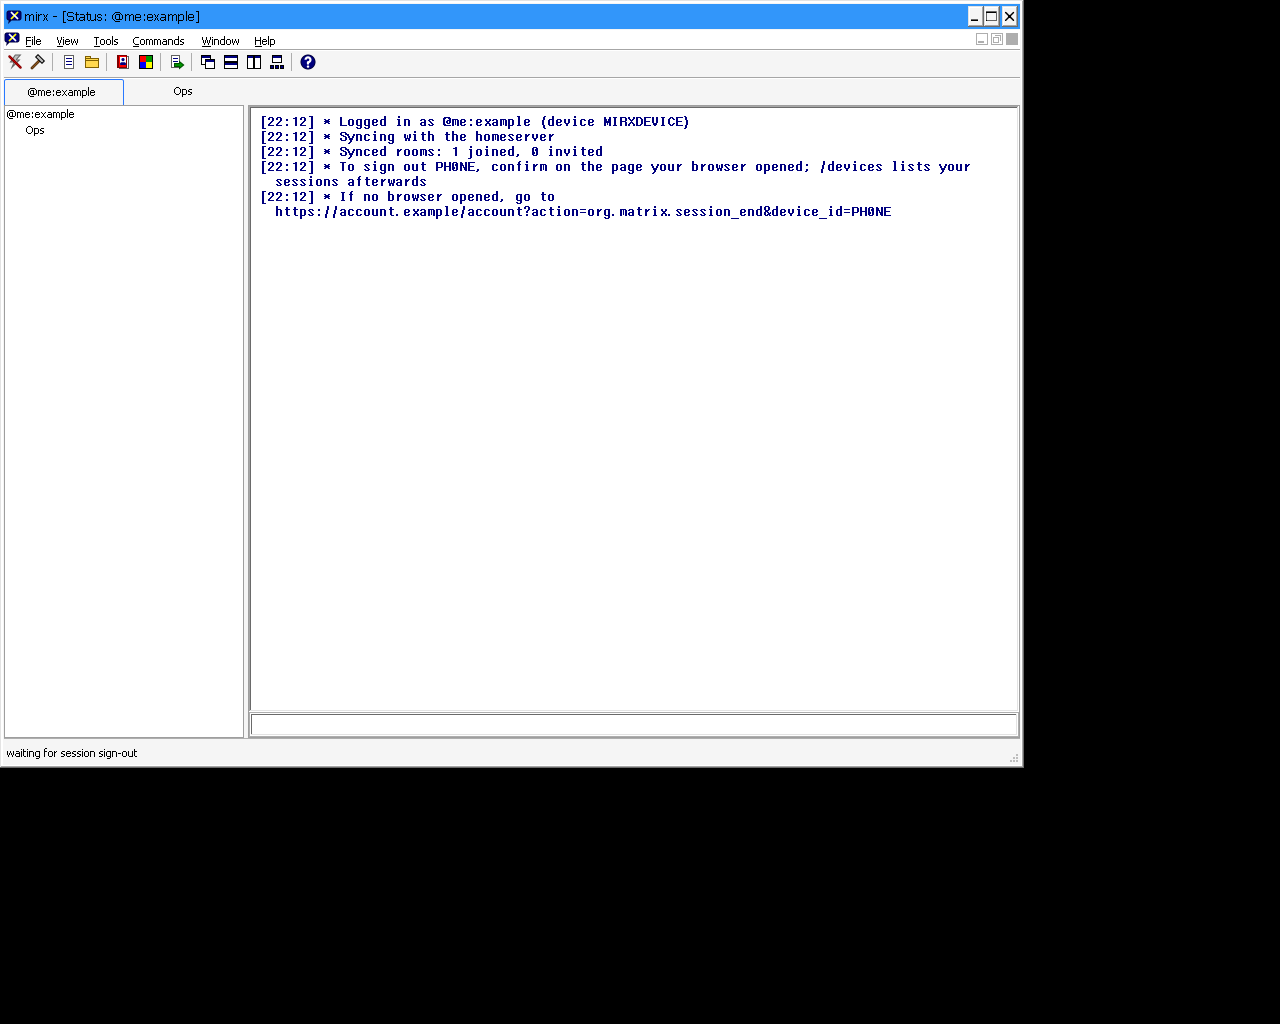 mirx - [Status: @me:example]
File View Tools Commands Window Help
@me:example Ops
@me:example
Ops
[22:12] * Logged in as @me:example (device MIRXDEVICE)
[22:12] * Syncing with the homeserver
[22:12] * Synced rooms: 1 joined, 0 invited
[22:12] * To sign out PH0NE, confirm on the page your browser opened; /devices lists your
sessions afterwards
[22:12] * If no browser opened, go to
https://account.example/account?action=org.matrix.session_end&device_id=PH0NE
waiting for session sign-out